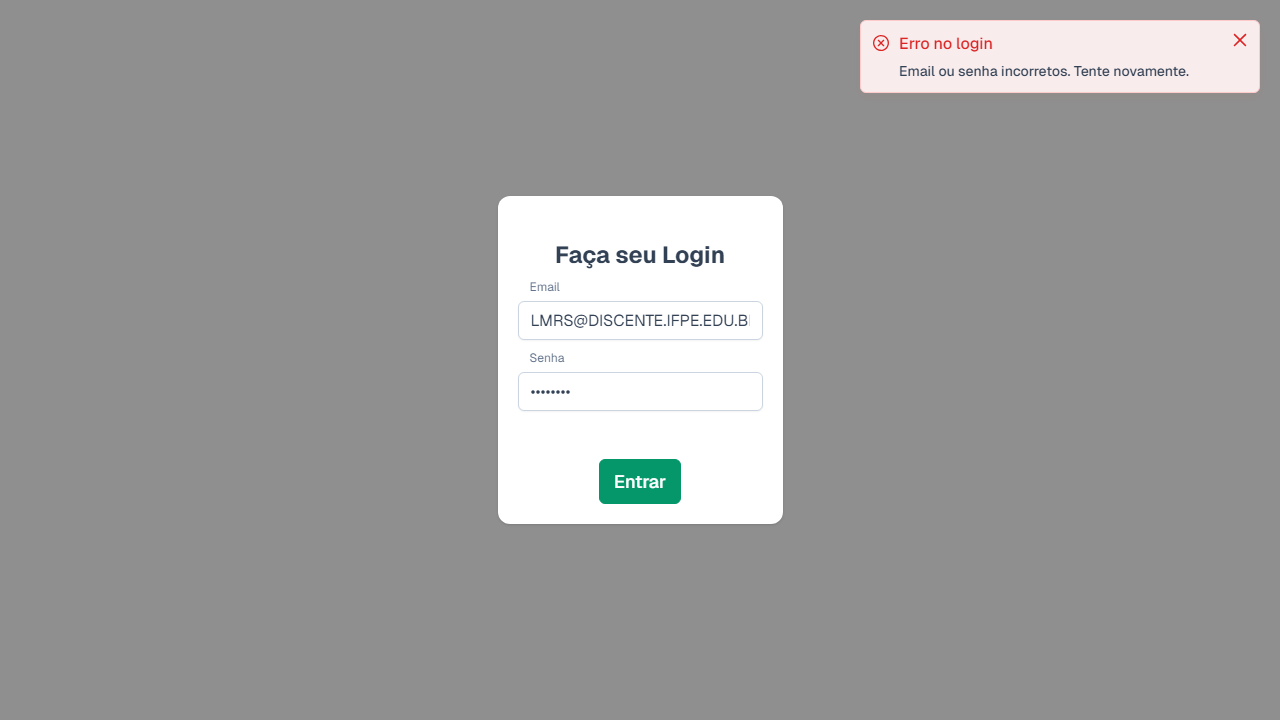 Erro no login
Email ou senha incorretos. Tente novamente.
Faça seu Login
Email
LMRS@DISCENTE.IFPE.EDU.B
Senha
••••••••
Entrar